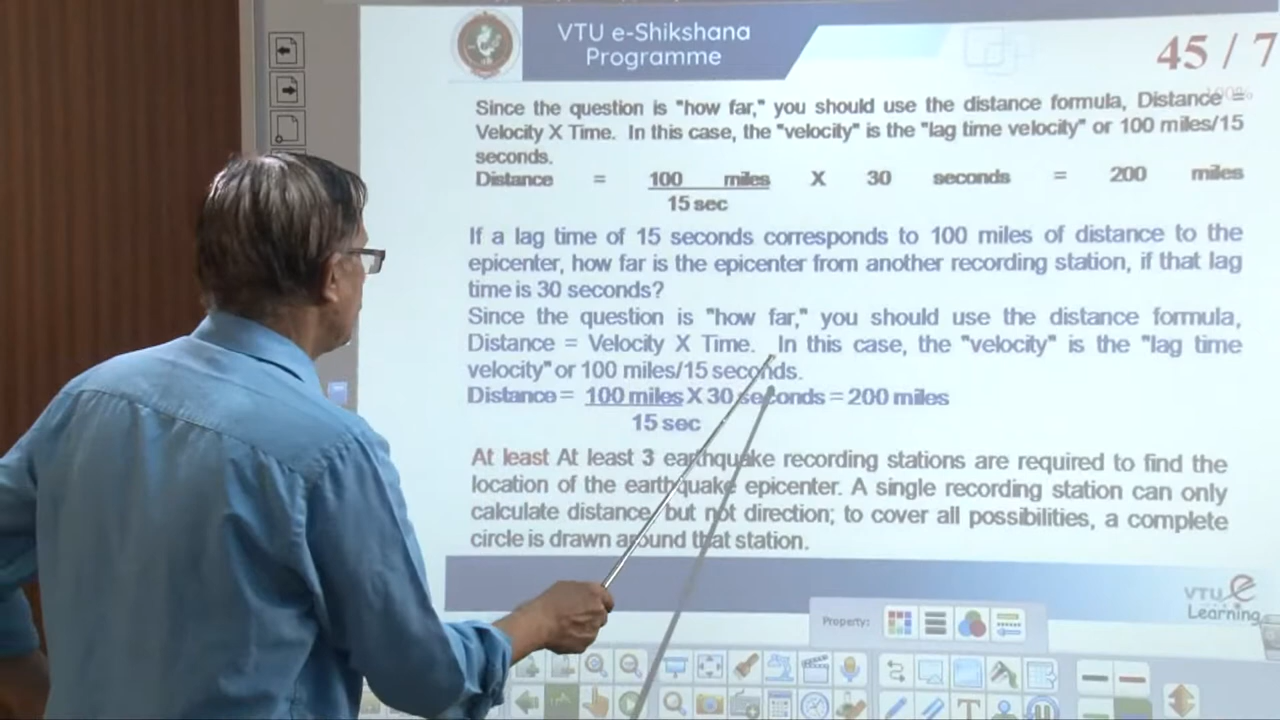 VTU e-Shikshana
Programme
45 / 7
100%
Since the question is "how far," you should use the distance formula, Distance =
Velocity X Time. In this case, the "velocity" is the "lag time velocity" or 100 miles/15
seconds.
Distance = 100 miles X 30 seconds = 200 miles
15 sec
If a lag time of 15 seconds corresponds to 100 miles of distance to the
epicenter, how far is the epicenter from another recording station, if that lag
time is 30 seconds?
Since the question is "how far," you should use the distance formula,
Distance = Velocity X Time. In this case, the "velocity" is the "lag time
velocity" or 100 miles/15 seconds.
Distance = 100 miles X 30 seconds = 200 miles
15 sec
At least At least 3 earthquake recording stations are required to find the
location of the earthquake epicenter. A single recording station can only
calculate distance, but not direction; to cover all possibilities, a complete
circle is drawn around that station.
VTU e
Learning
Property: